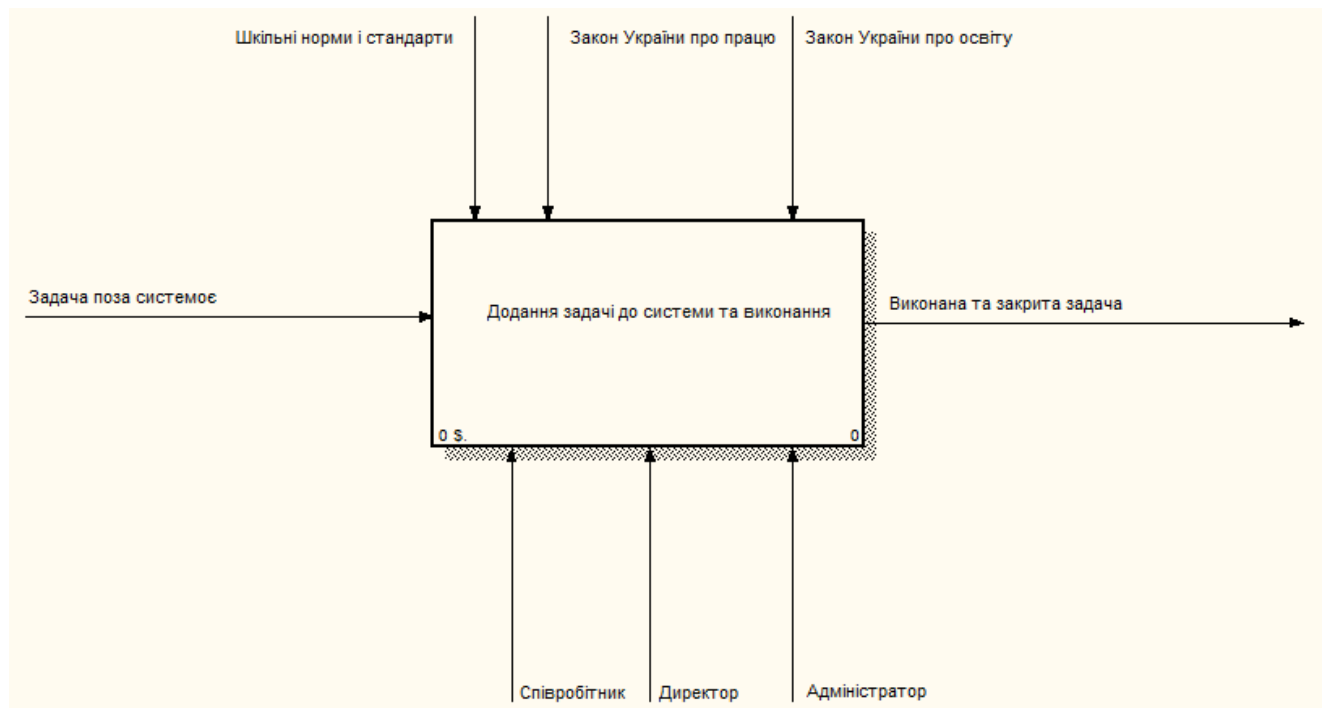 Шкільні норми і стандарти
Закон України про працю
Закон України про освіту
Задача поза системоє
Додання задачі до системи та виконання
Виконана та закрита задача
0 $.
0
Співробітник
Директор
Адміністратор